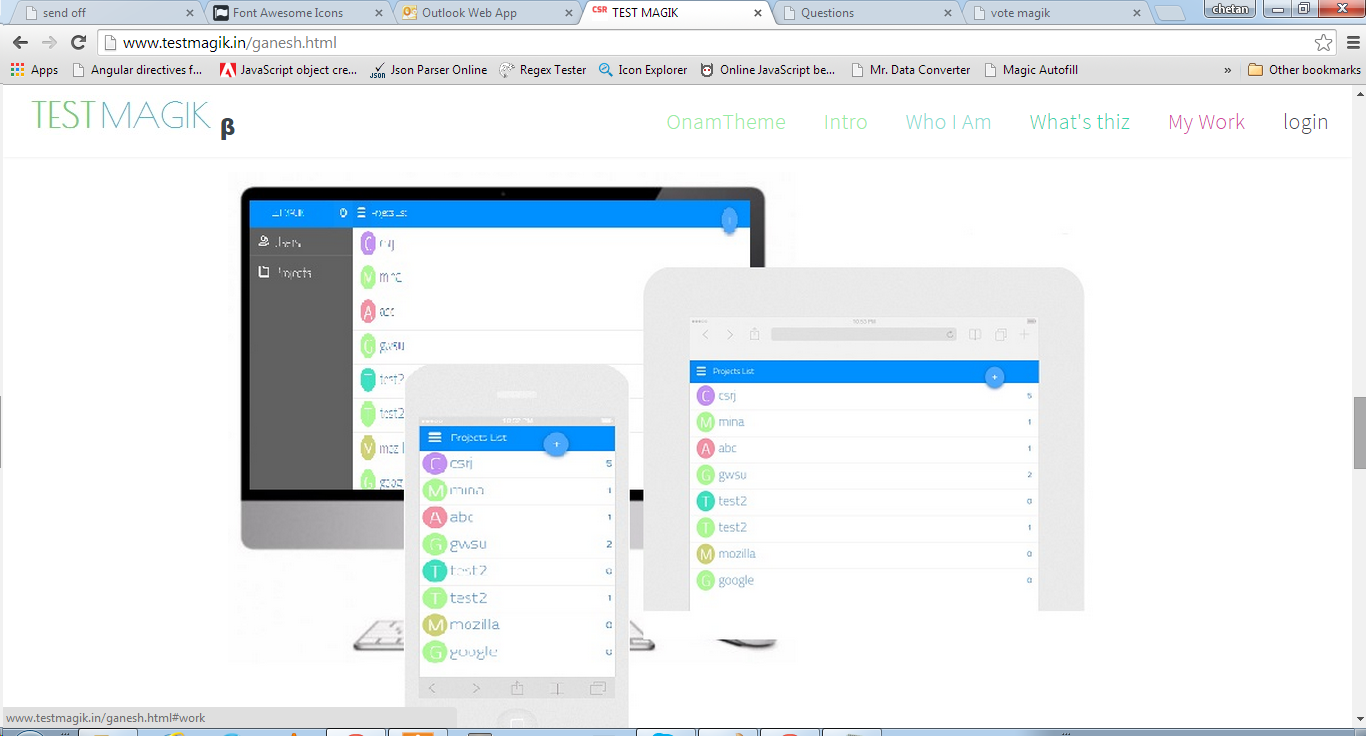 send off
Font Awesome Icons
Outlook Web App
CSR TEST MAGIK
Questions
vote magik
chetan
www.testmagik.in/ganesh.html
Apps
Angular directives f...
JavaScript object cre...
Json Parser Online
Regex Tester
Icon Explorer
Online JavaScript be...
Mr. Data Converter
Magic Autofill
»
Other bookmarks
TESTMAGIK β
OnamTheme
Intro
Who I Am
What's thiz
My Work
login
Projects List
Users
Projects
C csrj
mina
A abc
G gwsu
T test2
T test2
10:53 PM
Projects List
+
C csrj 5
M mina 1
A abc 1
G gwsu 2
T test2 0
T test2 1
M mozilla 0
G google 0
Projects List
+
C csrj 5
M mina 1
A abc 1
G gwsu 2
T test2 0
T test2 1
M mozilla 0
G google 0
www.testmagik.in/ganesh.html#work